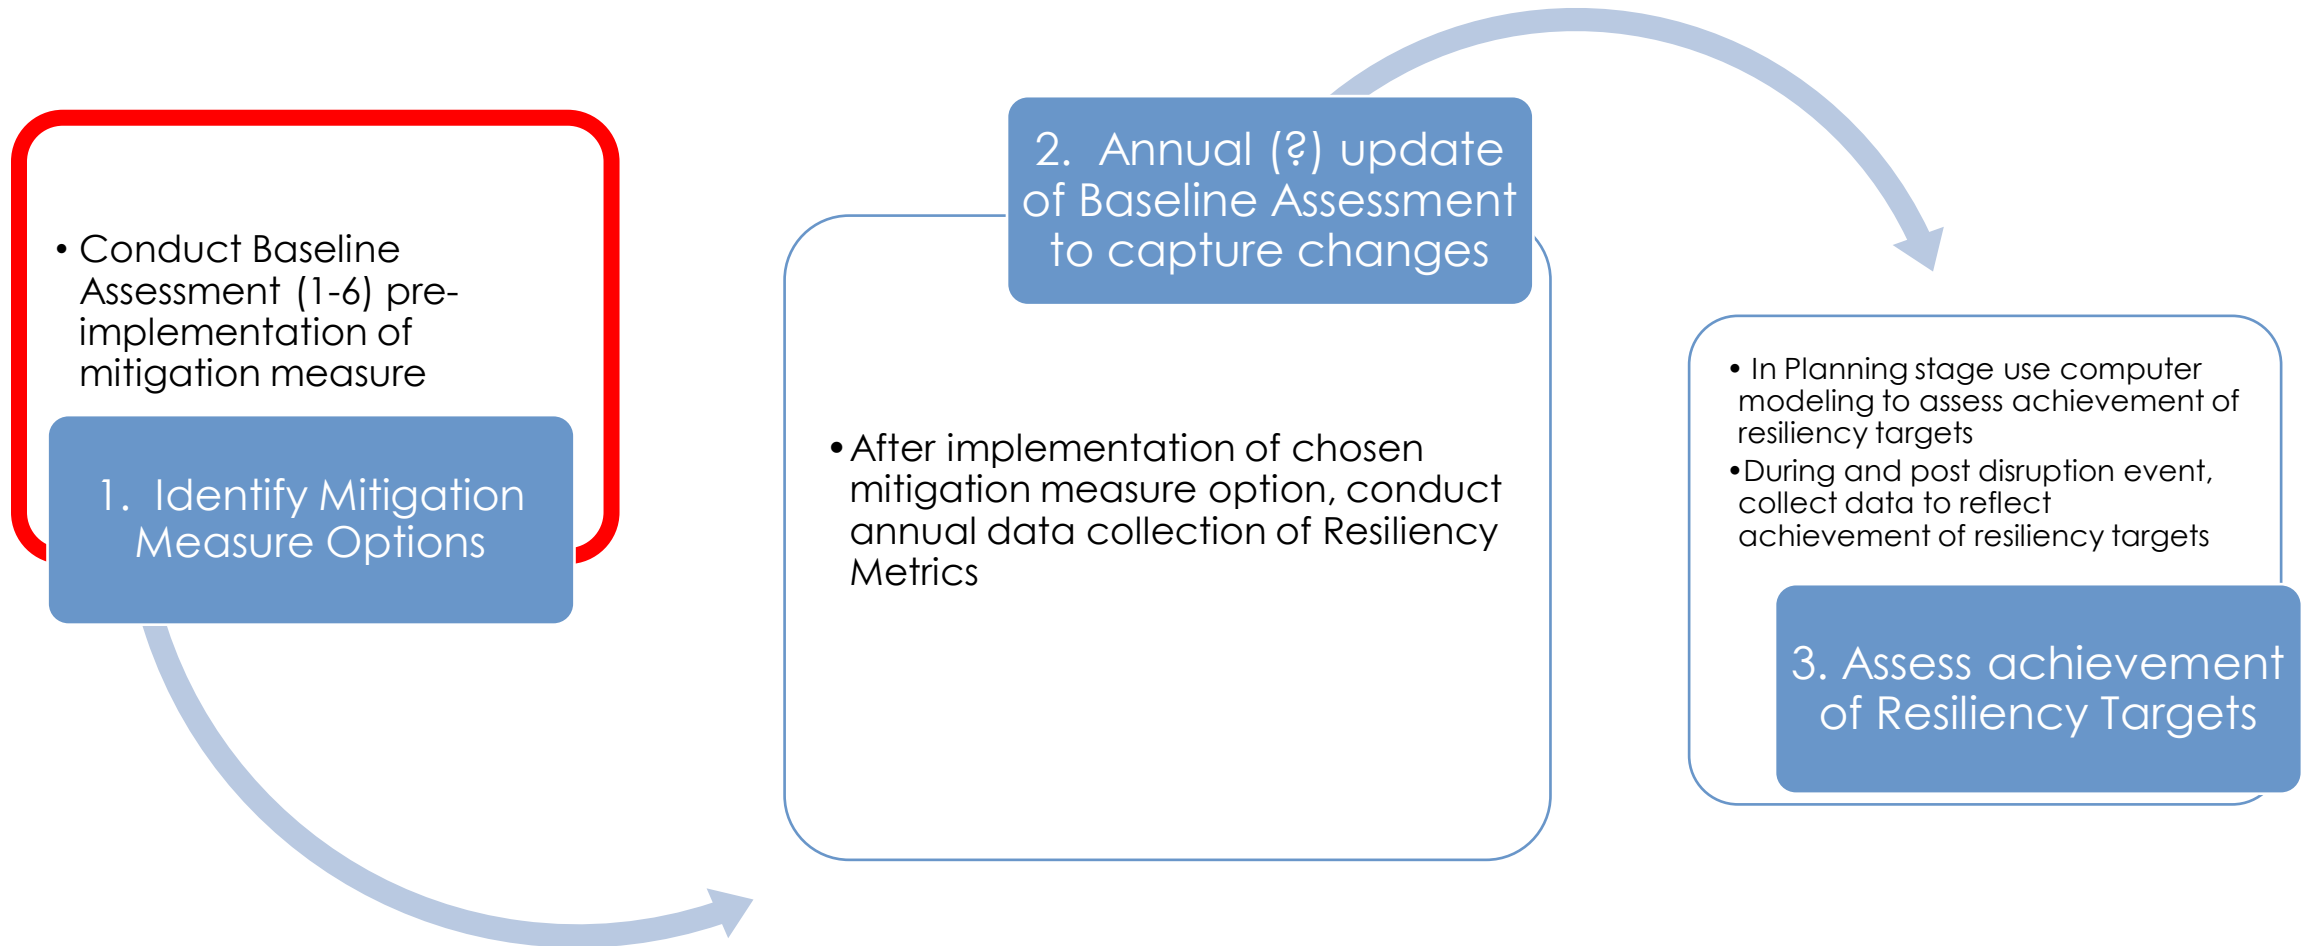 • Conduct Baseline
Assessment (1-6) pre-
implementation of
mitigation measure
1. Identify Mitigation
Measure Options
2. Annual (?) update
of Baseline Assessment
to capture changes
•After implementation of chosen
mitigation measure option, conduct
annual data collection of Resiliency
Metrics
• In Planning stage use computer
modeling to assess achievement of
resiliency targets
•During and post disruption event,
collect data to reflect
achievement of resiliency targets
3. Assess achievement
of Resiliency Targets